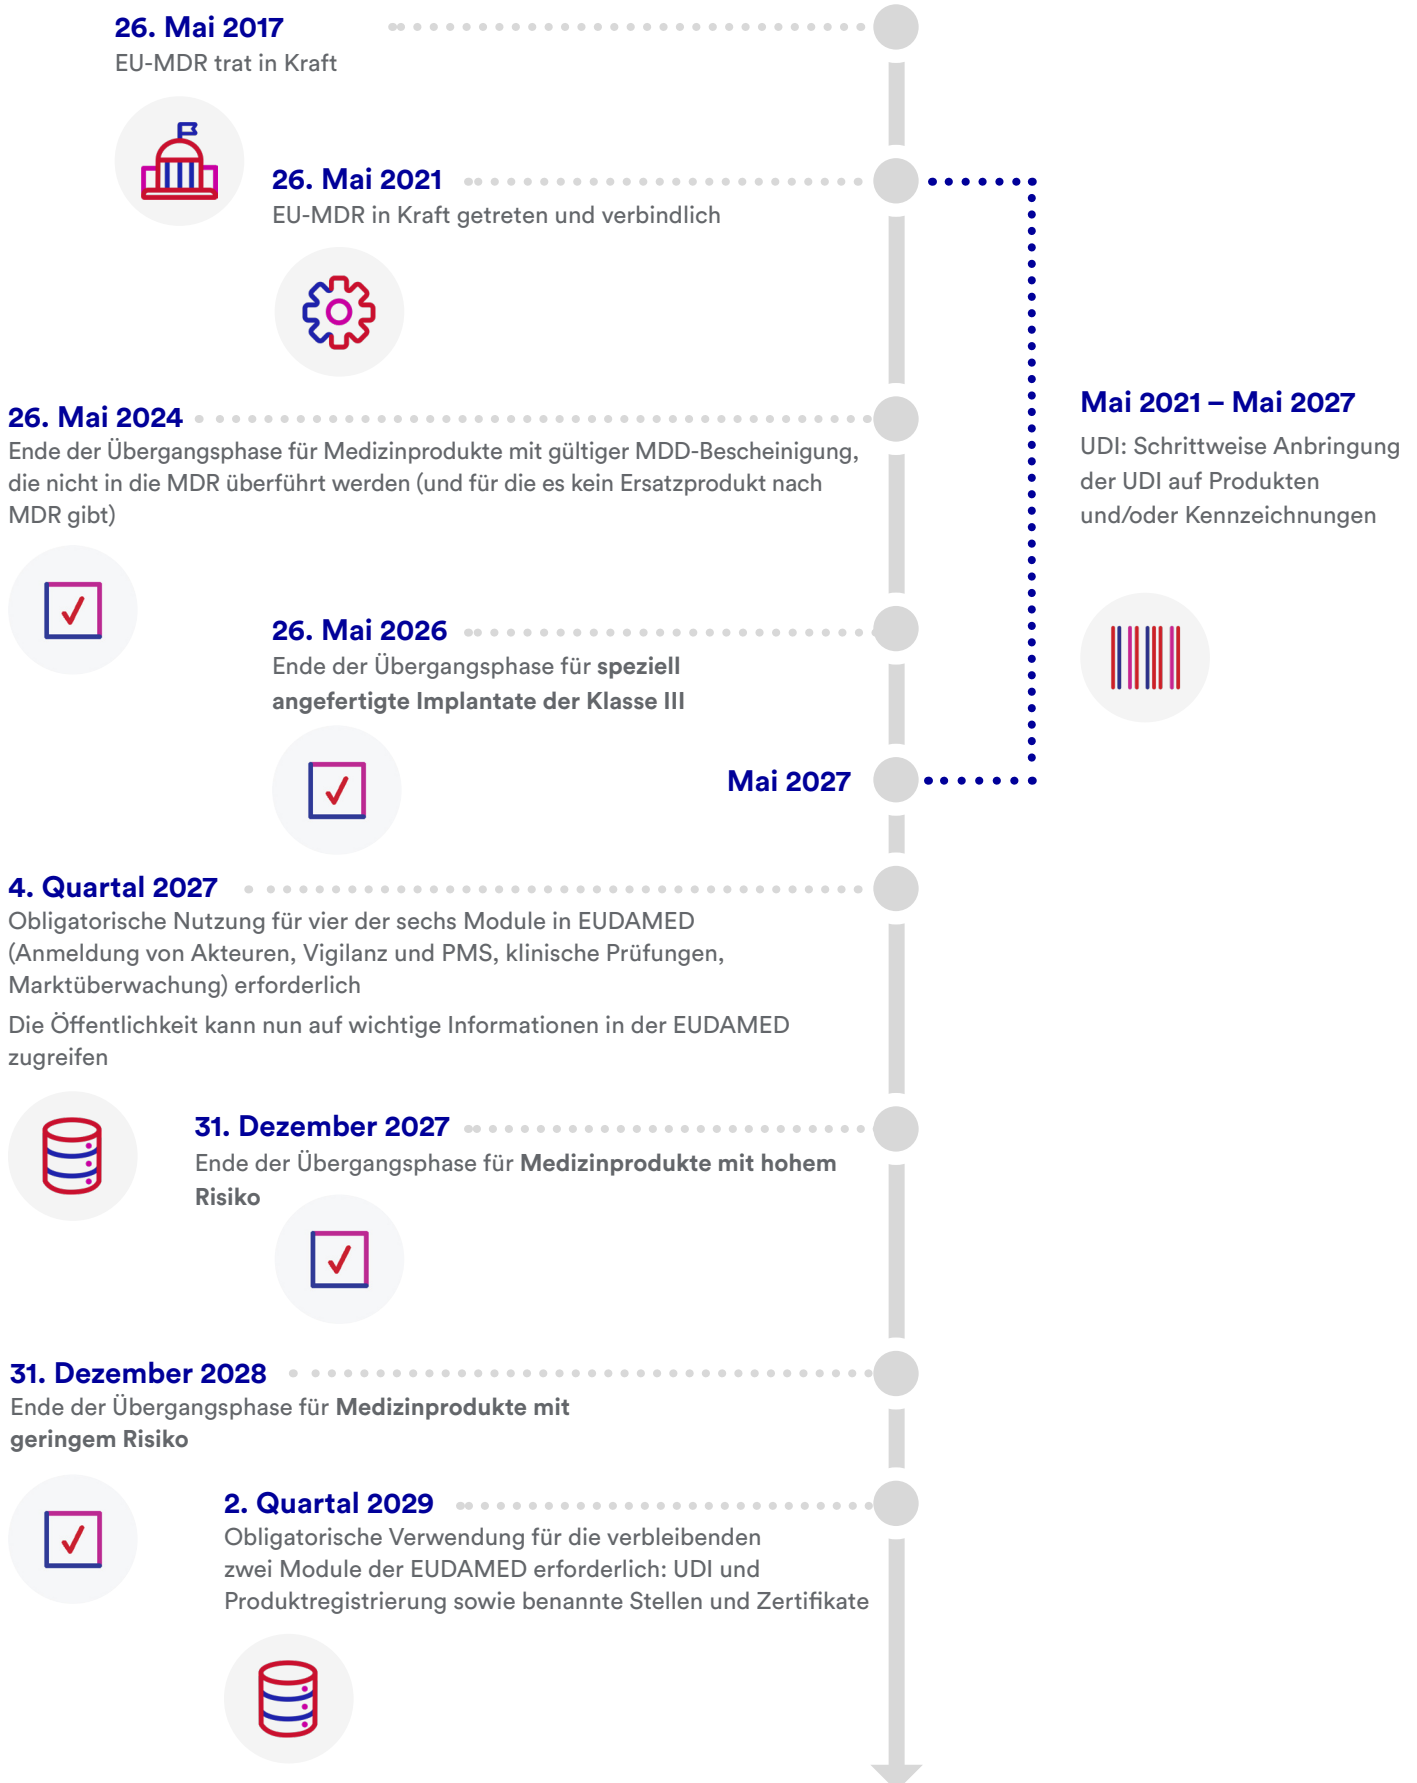 26. Mai 2017
EU-MDR trat in Kraft
26. Mai 2021
EU-MDR in Kraft getreten und verbindlich
26. Mai 2024
Ende der Übergangsphase für Medizinprodukte mit gültiger MDD-Bescheinigung,
die nicht in die MDR überführt werden (und für die es kein Ersatzprodukt nach
MDR gibt)
Mai 2021 – Mai 2027
UDI: Schrittweise Anbringung
der UDI auf Produkten
und/oder Kennzeichnungen
26. Mai 2026
Ende der Übergangsphase für speziell
angefertigte Implantate der Klasse III
Mai 2027
4. Quartal 2027
Obligatorische Nutzung für vier der sechs Module in EUDAMED
(Anmeldung von Akteuren, Vigilanz und PMS, klinische Prüfungen,
Marktüberwachung) erforderlich
Die Öffentlichkeit kann nun auf wichtige Informationen in der EUDAMED
zugreifen
31. Dezember 2027
Ende der Übergangsphase für Medizinprodukte mit hohem
Risiko
31. Dezember 2028
Ende der Übergangsphase für Medizinprodukte mit
geringem Risiko
2. Quartal 2029
Obligatorische Verwendung für die verbleibenden
zwei Module der EUDAMED erforderlich: UDI und
Produktregistrierung sowie benannte Stellen und Zertifikate